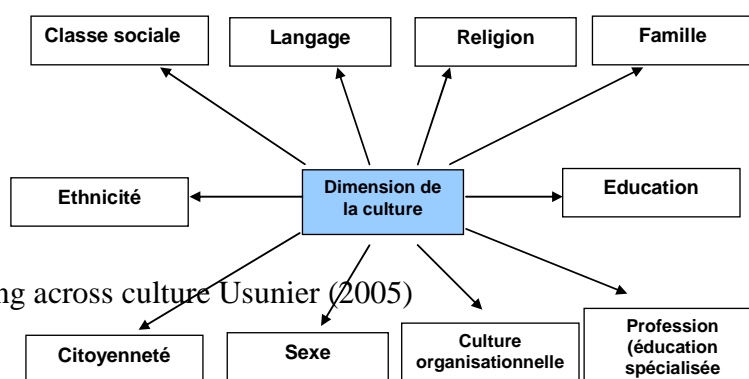 Classe sociale
Langage
Religion
Famille
Ethnicité
Dimension de
la culture
Education
ng across culture Usunier (2005)
Citoyenneté
Sexe
Culture
organisationnelle
Profession
(éducation
spécialisée